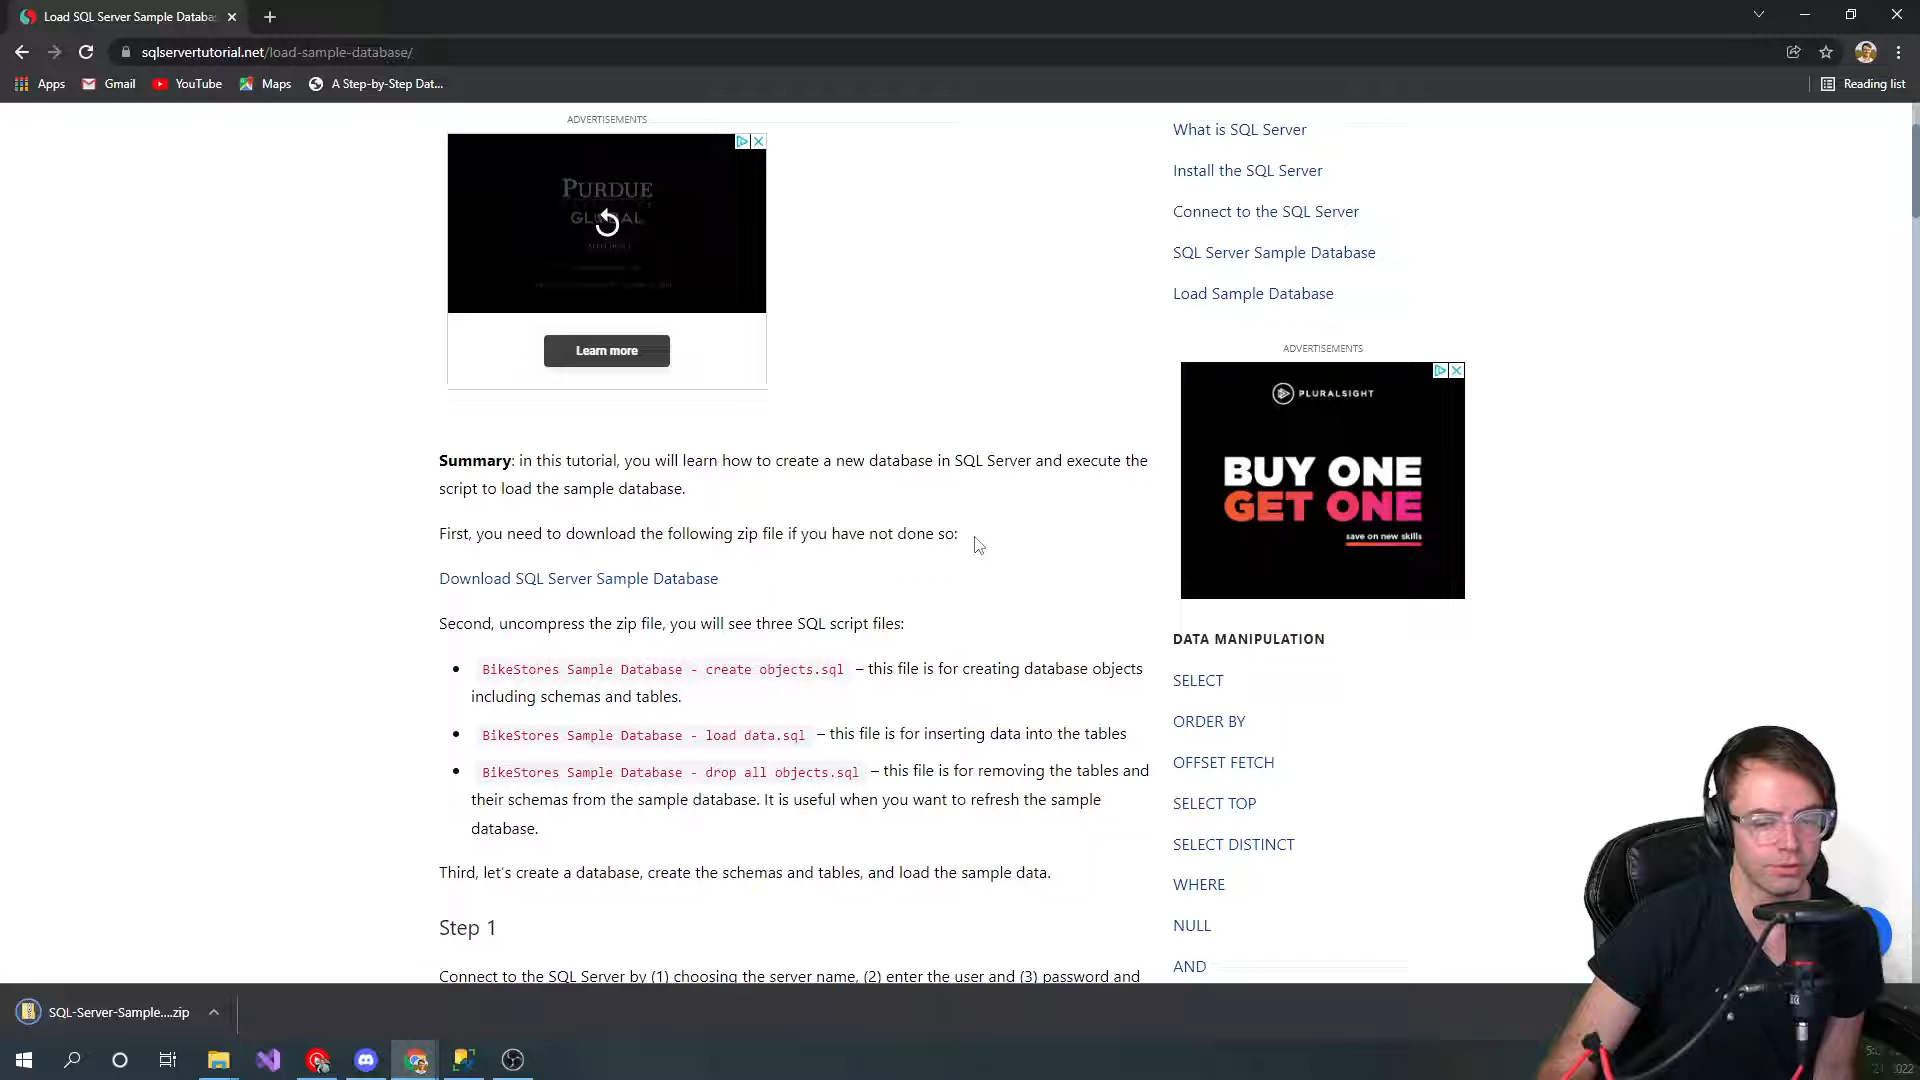 Load SQL Server Sample Databa
sqlservertutorial.net/load-sample-database/
Apps
Gmail
YouTube
Maps
A Step-by-Step Dat...
Reading list
ADVERTISEMENTS
PURDUE
GLOBAL
Learn more
Summary: in this tutorial, you will learn how to create a new database in SQL Server and execute the
script to load the sample database.
First, you need to download the following zip file if you have not done so:
Download SQL Server Sample Database
Second, uncompress the zip file, you will see three SQL script files:
BikeStores Sample Database - create objects.sql – this file is for creating database objects
including schemas and tables.
BikeStores Sample Database - load data.sql – this file is for inserting data into the tables
BikeStores Sample Database - drop all objects.sql – this file is for removing the tables and
their schemas from the sample database. It is useful when you want to refresh the sample
database.
Third, let's create a database, create the schemas and tables, and load the sample data.
Step 1
Connect to the SQL Server by (1) choosing the server name, (2) enter the user and (3) password and
What is SQL Server
Install the SQL Server
Connect to the SQL Server
SQL Server Sample Database
Load Sample Database
ADVERTISEMENTS
PLURALSIGHT
BUY ONE
GET ONE
save on new skills
DATA MANIPULATION
SELECT
ORDER BY
OFFSET FETCH
SELECT TOP
SELECT DISTINCT
WHERE
NULL
AND
SQL-Server-Sample....zip